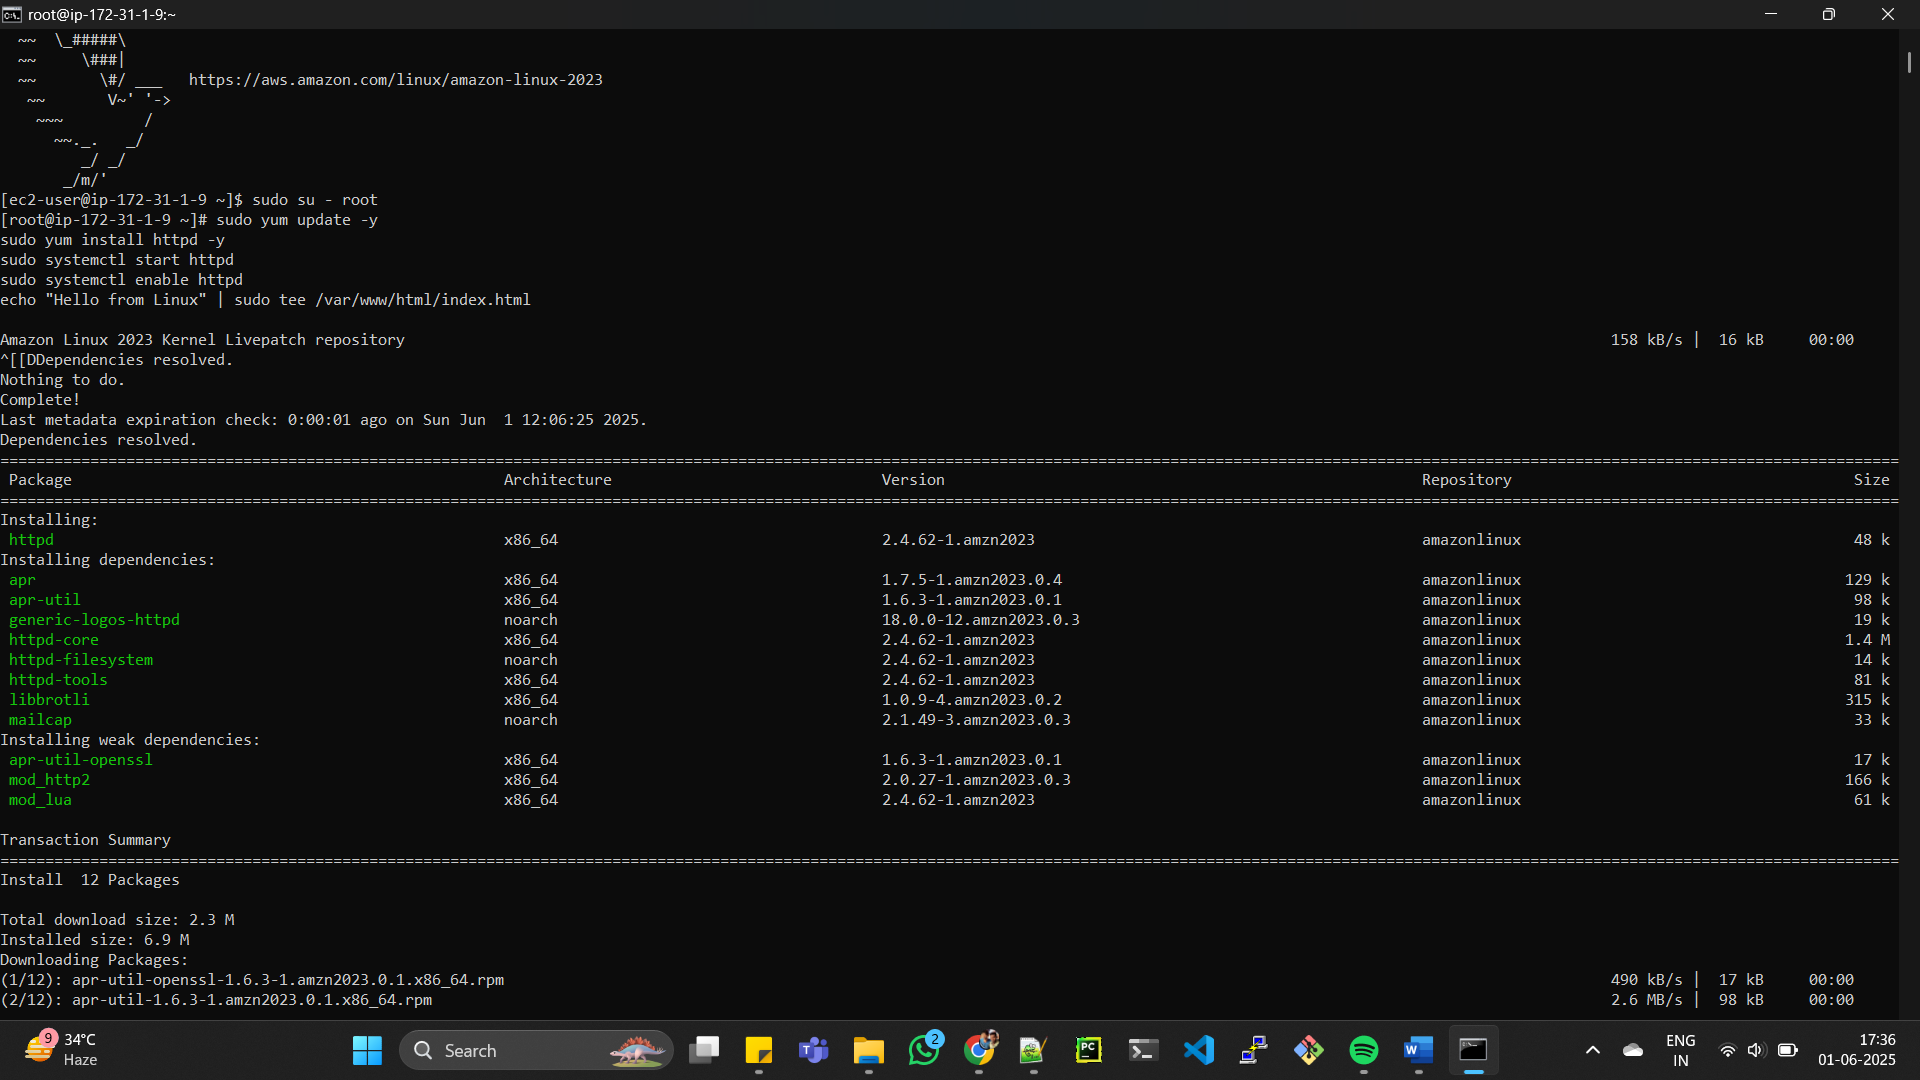 root@ip-172-31-1-9:~
~~  \_#####\
~~     \###|
~~       \#/ ___   https://aws.amazon.com/linux/amazon-linux-2023
~~       V~' '->
~~~         /
~~._.   _/
_/ _/
_/m/'
[ec2-user@ip-172-31-1-9 ~]$ sudo su - root
[root@ip-172-31-1-9 ~]# sudo yum update -y
sudo yum install httpd -y
sudo systemctl start httpd
sudo systemctl enable httpd
echo "Hello from Linux" | sudo tee /var/www/html/index.html
Amazon Linux 2023 Kernel Livepatch repository 158 kB/s | 16 kB 00:00
^[[DDependencies resolved.
Nothing to do.
Complete!
Last metadata expiration check: 0:00:01 ago on Sun Jun  1 12:06:25 2025.
Dependencies resolved.
Package Architecture Version Repository Size
Installing:
httpd x86_64 2.4.62-1.amzn2023 amazonlinux 48 k
Installing dependencies:
apr x86_64 1.7.5-1.amzn2023.0.4 amazonlinux 129 k
apr-util x86_64 1.6.3-1.amzn2023.0.1 amazonlinux 98 k
generic-logos-httpd noarch 18.0.0-12.amzn2023.0.3 amazonlinux 19 k
httpd-core x86_64 2.4.62-1.amzn2023 amazonlinux 1.4 M
httpd-filesystem noarch 2.4.62-1.amzn2023 amazonlinux 14 k
httpd-tools x86_64 2.4.62-1.amzn2023 amazonlinux 81 k
libbrotli x86_64 1.0.9-4.amzn2023.0.2 amazonlinux 315 k
mailcap noarch 2.1.49-3.amzn2023.0.3 amazonlinux 33 k
Installing weak dependencies:
apr-util-openssl x86_64 1.6.3-1.amzn2023.0.1 amazonlinux 17 k
mod_http2 x86_64 2.0.27-1.amzn2023.0.3 amazonlinux 166 k
mod_lua x86_64 2.4.62-1.amzn2023 amazonlinux 61 k
Transaction Summary
Install  12 Packages
Total download size: 2.3 M
Installed size: 6.9 M
Downloading Packages:
(1/12): apr-util-openssl-1.6.3-1.amzn2023.0.1.x86_64.rpm 490 kB/s | 17 kB 00:00
(2/12): apr-util-1.6.3-1.amzn2023.0.1.x86_64.rpm 2.6 MB/s | 98 kB 00:00
9 34°C
Haze
Search
2
ENG
IN
17:36
01-06-2025